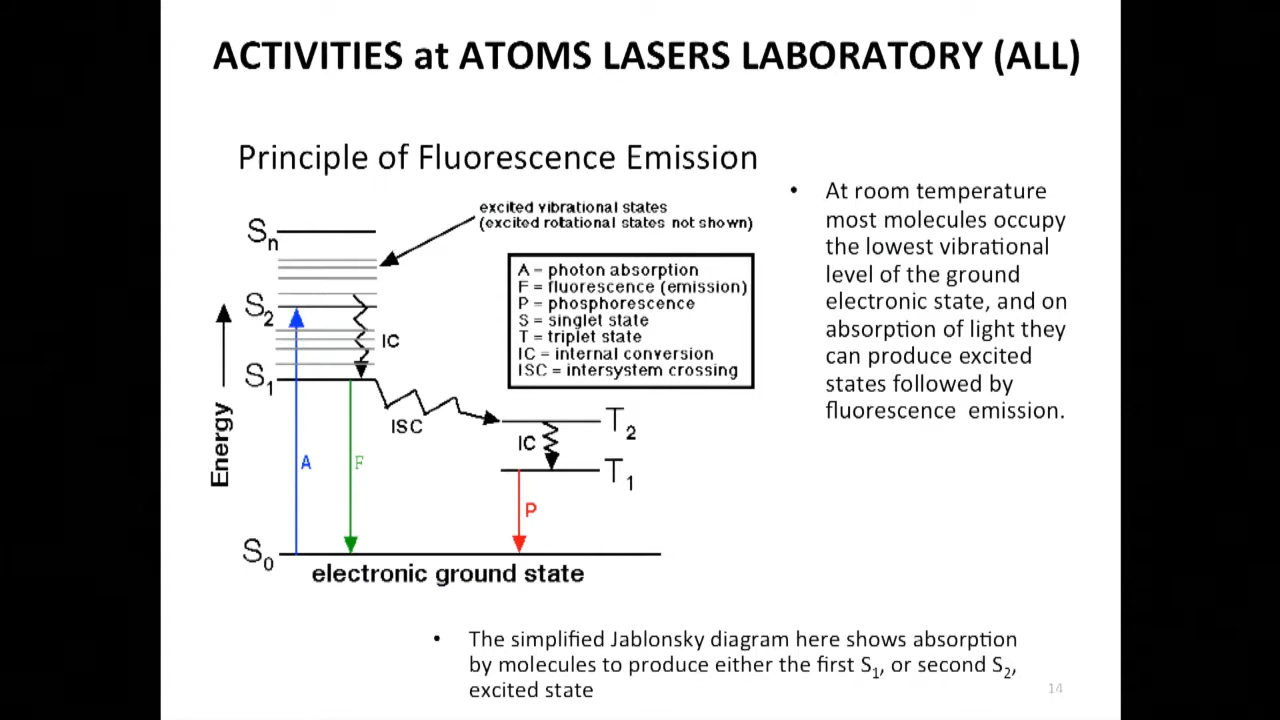 ACTIVITIES at ATOMS LASERS LABORATORY (ALL)
Principle of Fluorescence Emission
excited vibrational states
(excited rotational states not shown)
A = photon absorption
F = fluorescence (emission)
P = phosphorescence
S = singlet state
T = triplet state
IC = internal conversion
ISC = intersystem crossing
Sn
S2
IC
S1
ISC
T2
IC
T1
Energy
A
F
P
S0
electronic ground state
• At room temperature
most molecules occupy
the lowest vibrational
level of the ground
electronic state, and on
absorption of light they
can produce excited
states followed by
fluorescence emission.
• The simplified Jablonsky diagram here shows absorption
by molecules to produce either the first S1, or second S2,
excited state
14